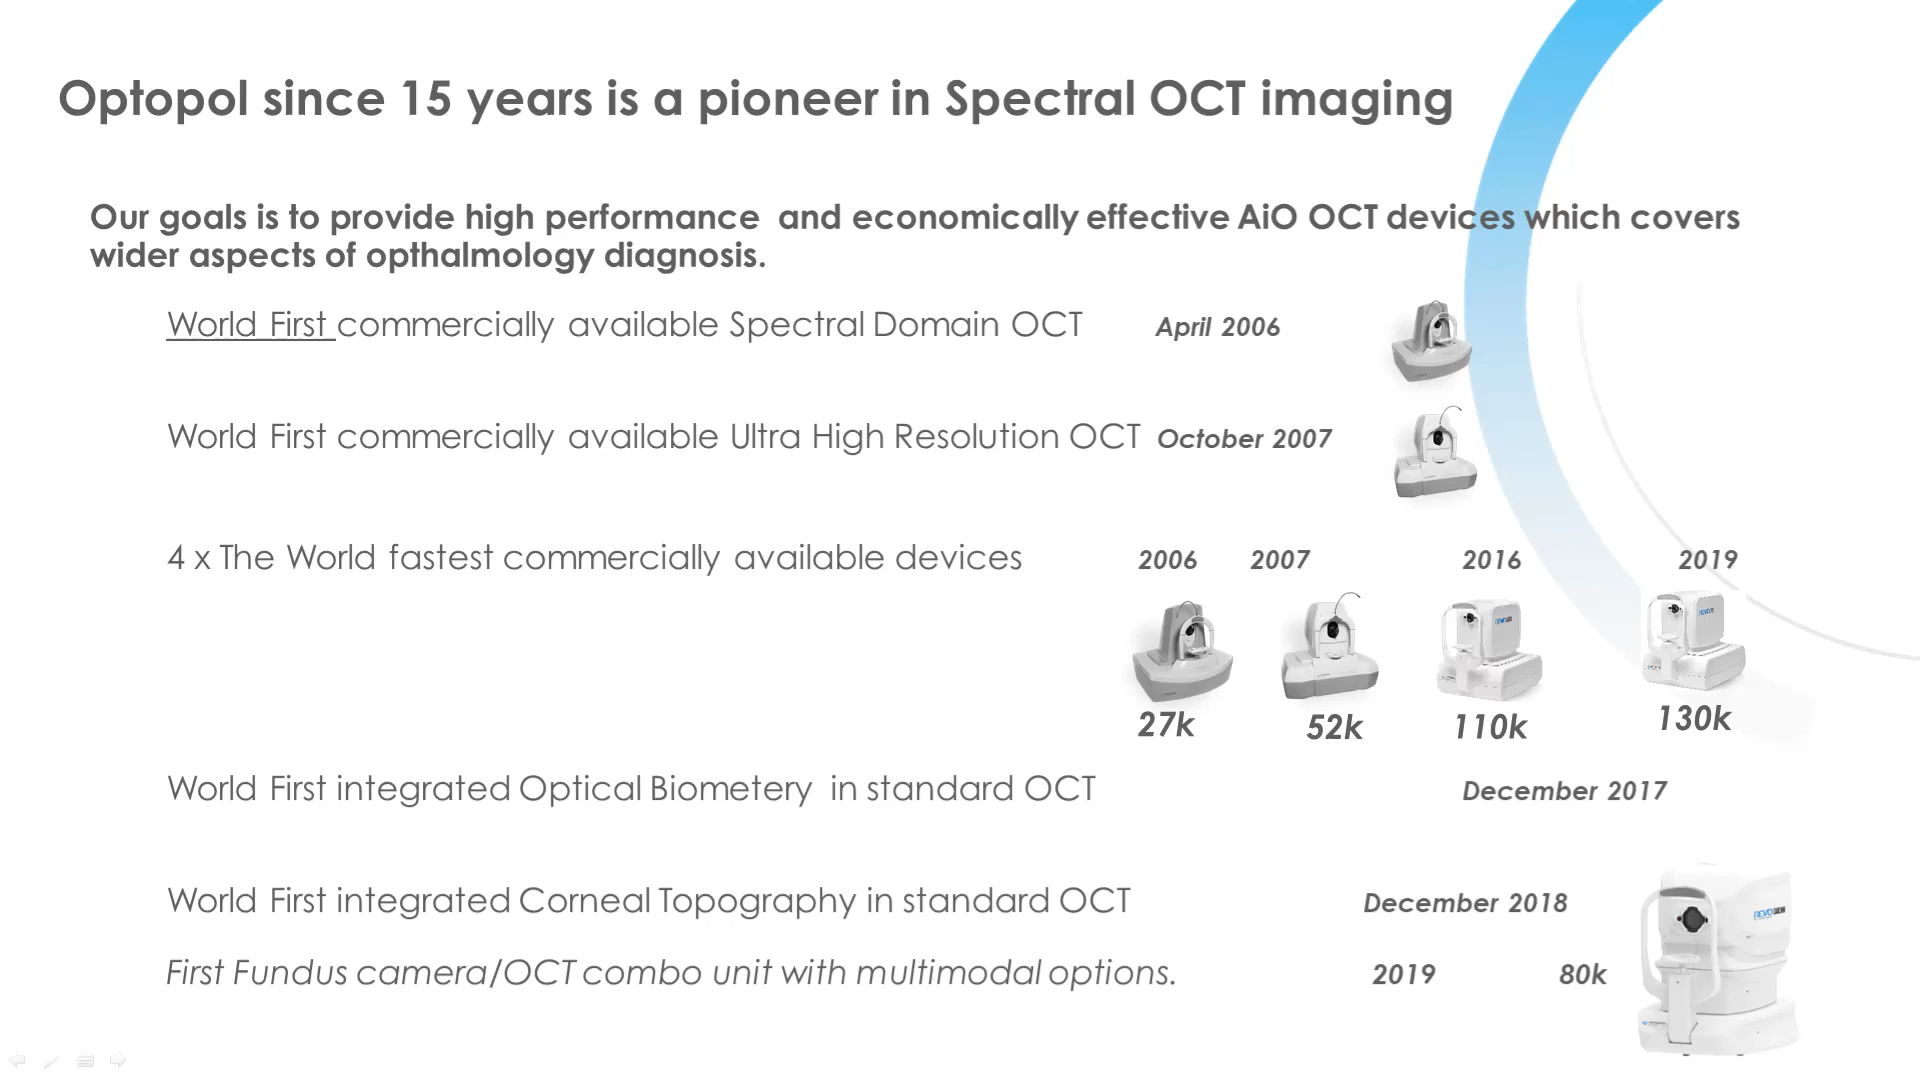 Optopol since 15 years is a pioneer in Spectral OCT imaging
Our goals is to provide high performance and economically effective AiO OCT devices which covers
wider aspects of opthalmology diagnosis.
World First commercially available Spectral Domain OCT April 2006
World First commercially available Ultra High Resolution OCT October 2007
4 x The World fastest commercially available devices 2006 2007 2016 2019
27k 52k 110k 130k
World First integrated Optical Biometery in standard OCT December 2017
World First integrated Corneal Topography in standard OCT December 2018
REVO
First Fundus camera/OCT combo unit with multimodal options. 2019 80k